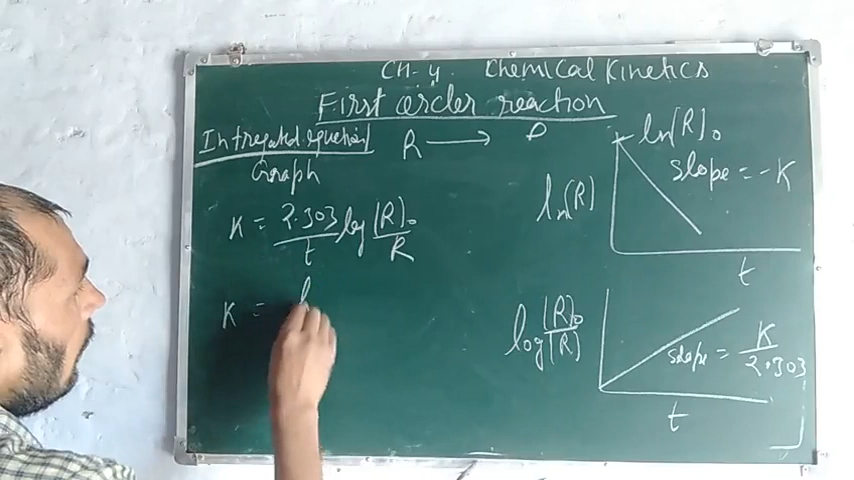 CH-4 Chemical Kinetics
First order reaction
Intregated equation
R → P
Graph
K = 2.303/t log [R]₀/R
K = l
ln[R]₀
slope = -K
ln[R]
t
log [R]₀/[R]
slope = K/2.303
t